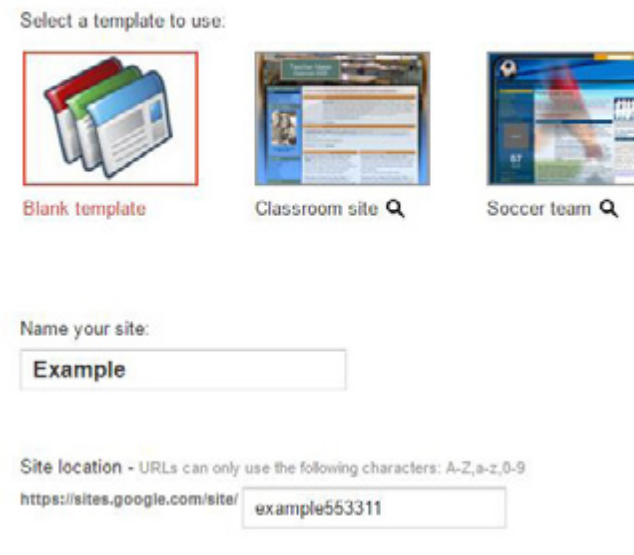 Select a template to use:
Blank template
Classroom site
Soccer team
Name your site:
Example
Site location - URLs can only use the following characters: A-Z,a-z,0-9
https://sites.google.com/site/ example553311